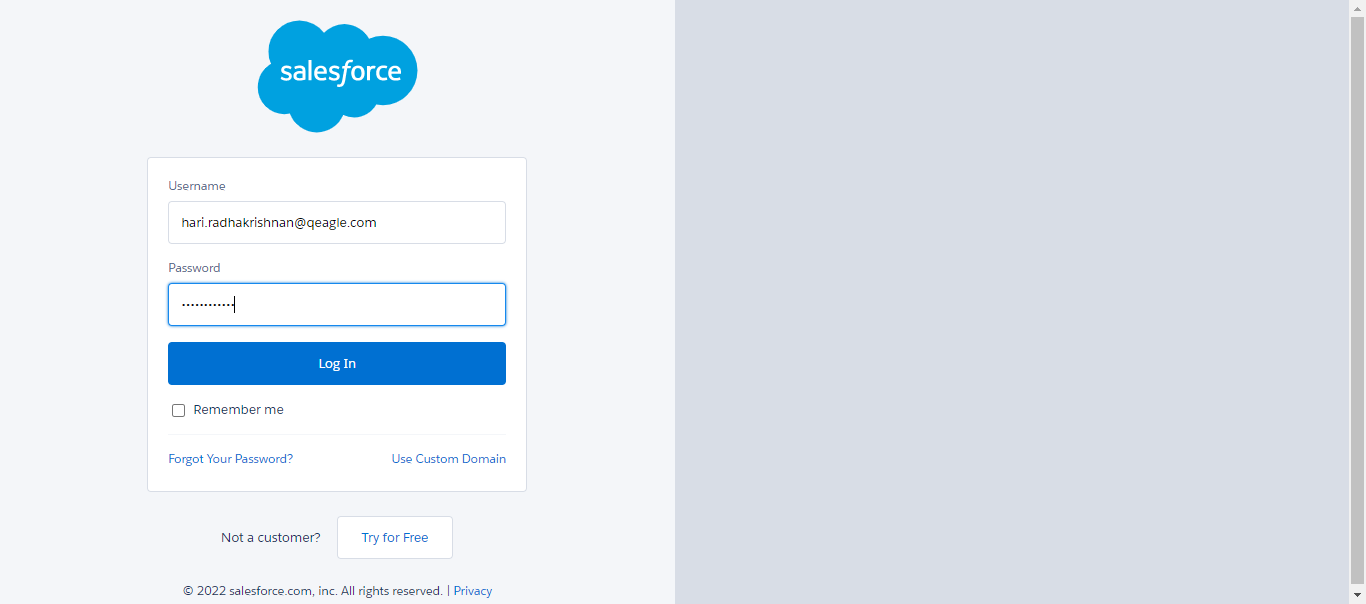 salesforce
Username
hari.radhakrishnan@qeagle.com
Password
••••••••••••
Log In
Remember me
Forgot Your Password? Use Custom Domain
Not a customer? Try for Free
© 2022 salesforce.com, inc. All rights reserved. | Privacy